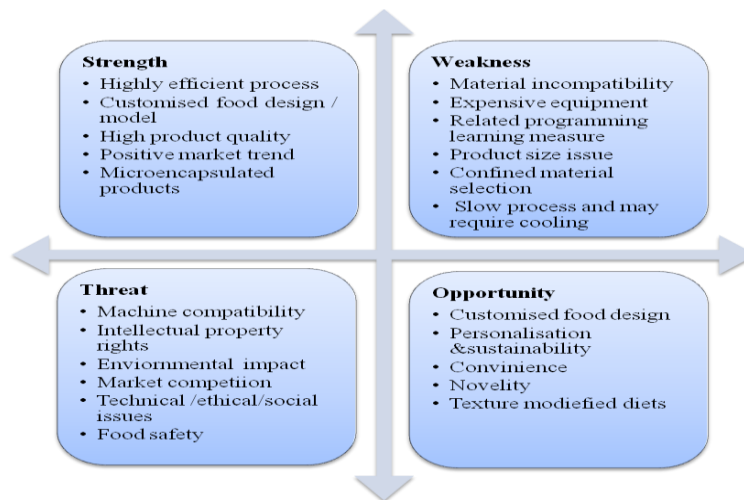 Strength
• Highly efficient process
• Customised food design /
model
• High product quality
• Positive market trend
• Microencapsulated
products
Weakness
• Material incompatibility
• Expensive equipment
• Related programming
learning measure
• Product size issue
• Confined material
selection
• Slow process and may
require cooling
Threat
• Machine compatibility
• Intellectual property
rights
• Enviornmental impact
• Market competiion
• Technical /ethical/social
issues
• Food safety
Opportunity
• Customised food design
• Personalisation
&sustainability
• Convinience
• Novelity
• Texture modiefied diets